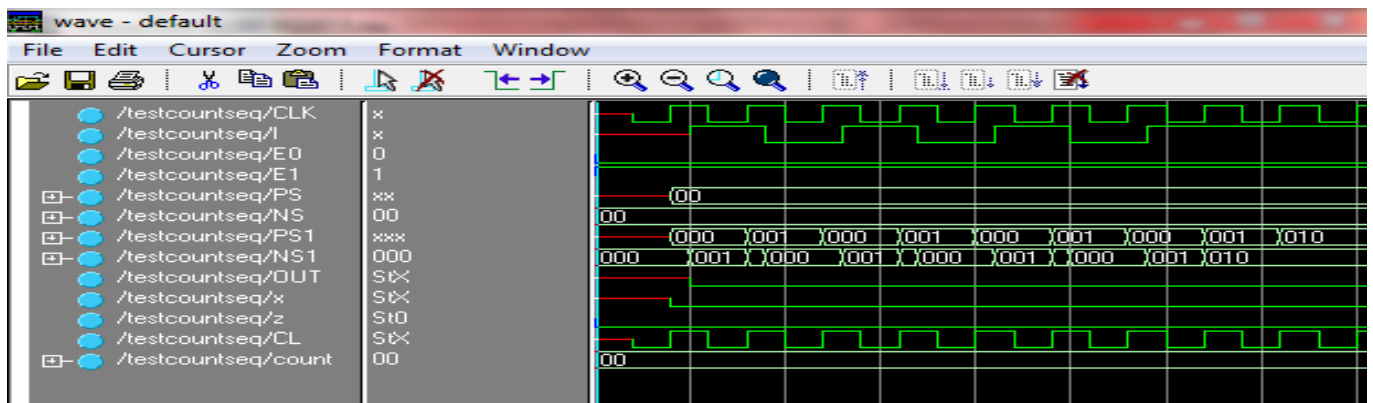 wave - default
File Edit Cursor Zoom Format Window
/testcountseq/CLK x
/testcountseq/I x
/testcountseq/E0 0
/testcountseq/E1 1
/testcountseq/PS xx 00
/testcountseq/NS 00 00
/testcountseq/PS1 xxx 000 001 000 001 000 001 000 001 010
/testcountseq/NS1 000 000 001 000 001 000 001 000 001 010
/testcountseq/OUT StX
/testcountseq/x StX
/testcountseq/z St0
/testcountseq/CL StX
/testcountseq/count 00 00